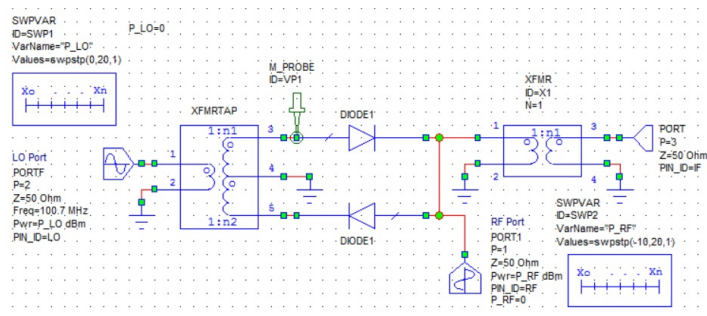 SWPVAR
ID=SWP1
VarName="P_LO"
Values=swpstp(0,20,1)
P_LO=0
Xo . . . Xn
M_PROBE
ID=VP1
XFMR
ID=X1
N=1
XFMRTAP
DIODE1
1:n1
3
1
2
4
5
1:n2
LO Port
PORTF
P=2
Z=50 Ohm
Freq=100.7 MHz
Pwr=P_LO dBm
PIN_ID=LO
DIODE1
1
1:n1
3
2
4
PORT
P=3
Z=50 Ohm
PIN_ID=IF
RF Port
PORT1
P=1
Z=50 Ohm
Pwr=P_RF dBm
PIN_ID=RF
P_RF=0
SWPVAR
ID=SWP2
VarName="P_RF"
Values=swpstp(-10,20,1)
Xo . . . Xn